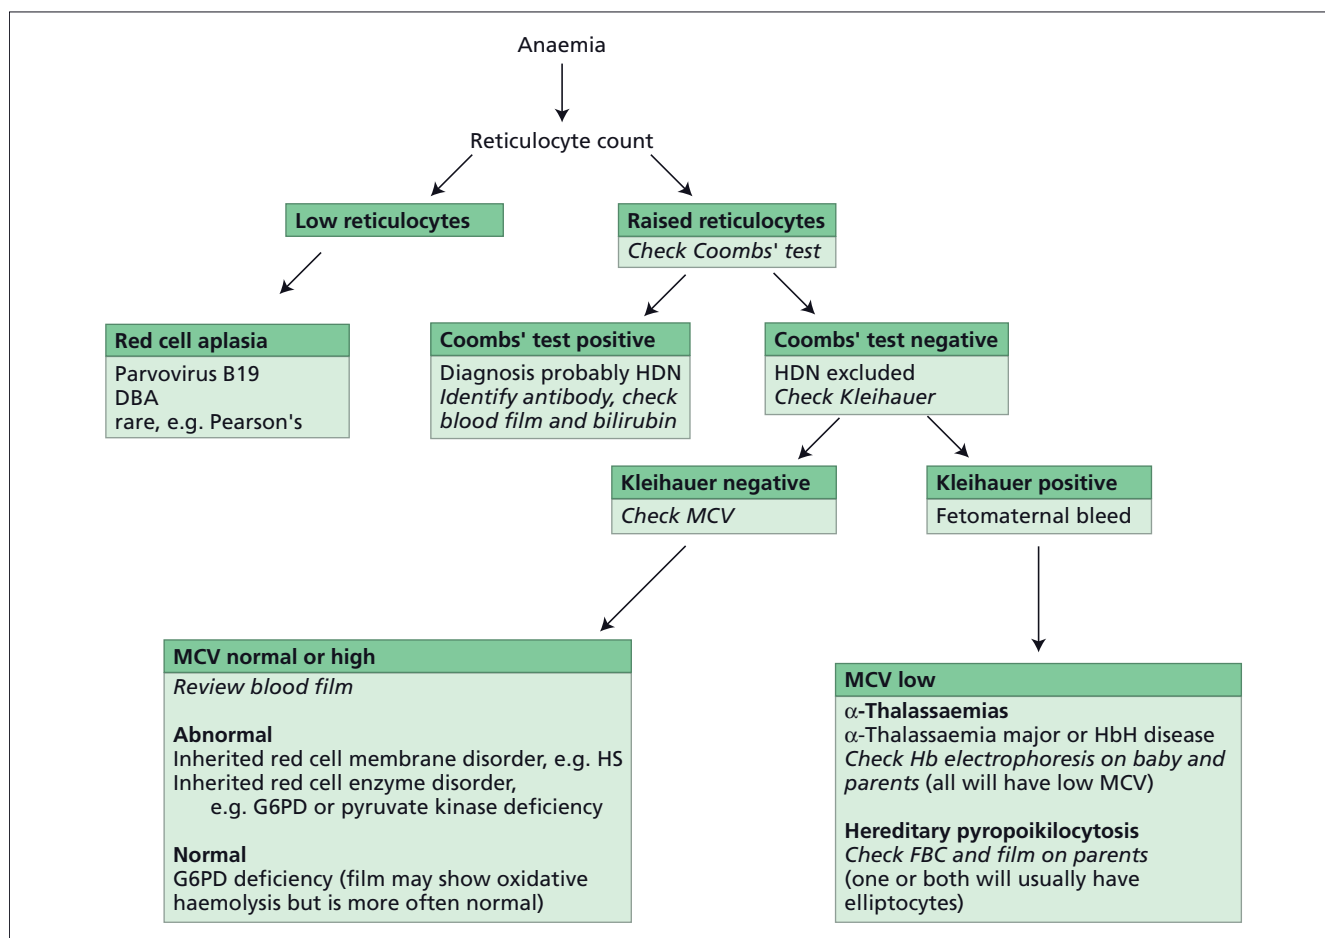 Anaemia
Reticulocyte count
Low reticulocytes
Raised reticulocytes
Check Coombs' test
Red cell aplasia
Parvovirus B19
DBA
rare, e.g. Pearson's
Coombs' test positive
Diagnosis probably HDN
Identify antibody, check
blood film and bilirubin
Coombs' test negative
HDN excluded
Check Kleihauer
Kleihauer negative
Check MCV
Kleihauer positive
Fetomaternal bleed
MCV normal or high
Review blood film
Abnormal
Inherited red cell membrane disorder, e.g. HS
Inherited red cell enzyme disorder,
e.g. G6PD or pyruvate kinase deficiency
Normal
G6PD deficiency (film may show oxidative
haemolysis but is more often normal)
MCV low
α-Thalassaemias
α-Thalassaemia major or HbH disease
Check Hb electrophoresis on baby and
parents (all will have low MCV)
Hereditary pyropoikilocytosis
Check FBC and film on parents
(one or both will usually have
elliptocytes)